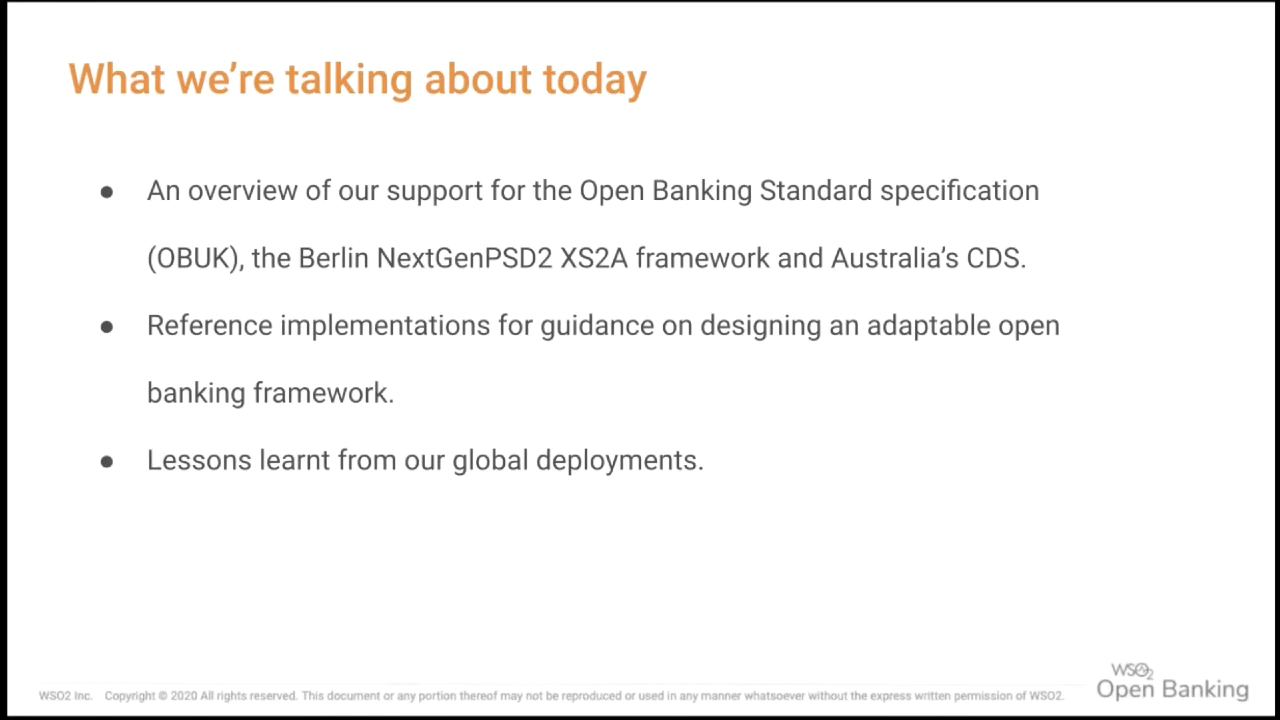 What we're talking about today
● An overview of our support for the Open Banking Standard specification
(OBUK), the Berlin NextGenPSD2 XS2A framework and Australia's CDS.
● Reference implementations for guidance on designing an adaptable open
banking framework.
● Lessons learnt from our global deployments.
WSO2 Inc. Copyright © 2020 All rights reserved. This document or any portion thereof may not be reproduced or used in any manner whatsoever without the express written permission of WSO2.
WSO2
Open Banking